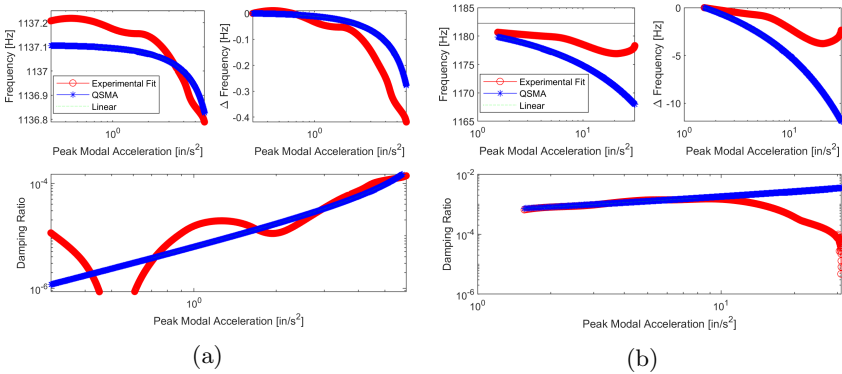 1137.2
1137.1
1137
1136.9
1136.8
Frequency [Hz]
Experimental Fit
QSMA
Linear
10^0
Peak Modal Acceleration [in/s^2]
0
-0.1
-0.2
-0.3
-0.4
Δ Frequency [Hz]
10^0
Peak Modal Acceleration [in/s^2]
10^-4
10^-6
Damping Ratio
10^0
Peak Modal Acceleration [in/s^2]
(a)
1185
1180
1175
1170
1165
Frequency [Hz]
Experimental Fit
QSMA
Linear
10^0
10^1
Peak Modal Acceleration [in/s^2]
0
-5
-10
Δ Frequency [Hz]
10^0
10^1
Peak Modal Acceleration [in/s^2]
10^-2
10^-4
10^-6
Damping Ratio
10^0
10^1
Peak Modal Acceleration [in/s^2]
(b)